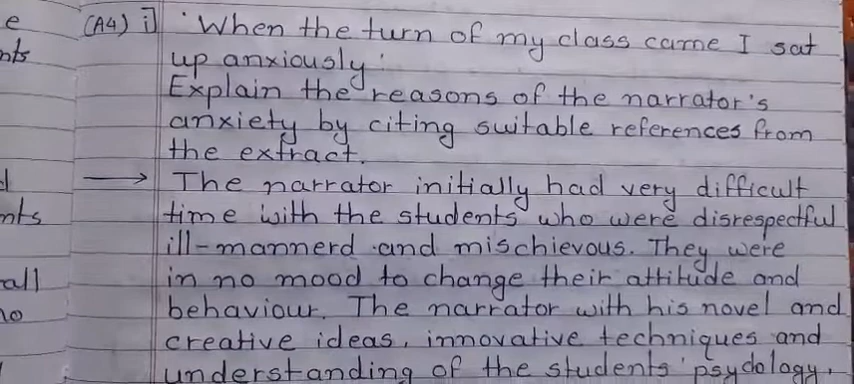 e (A4) i] 'When the turn of my class came I sat
nts up anxiously'
Explain the reasons of the narrator's
anxiety by citing suitable references from
the extract.
d → The narrator initially had very difficult
nts time with the students who were disrespectful
ill-mannerd and mischievous. They were
all in no mood to change their attitude and
no behaviour. The narrator with his novel and
creative ideas, innovative techniques and
understanding of the students' psydology,